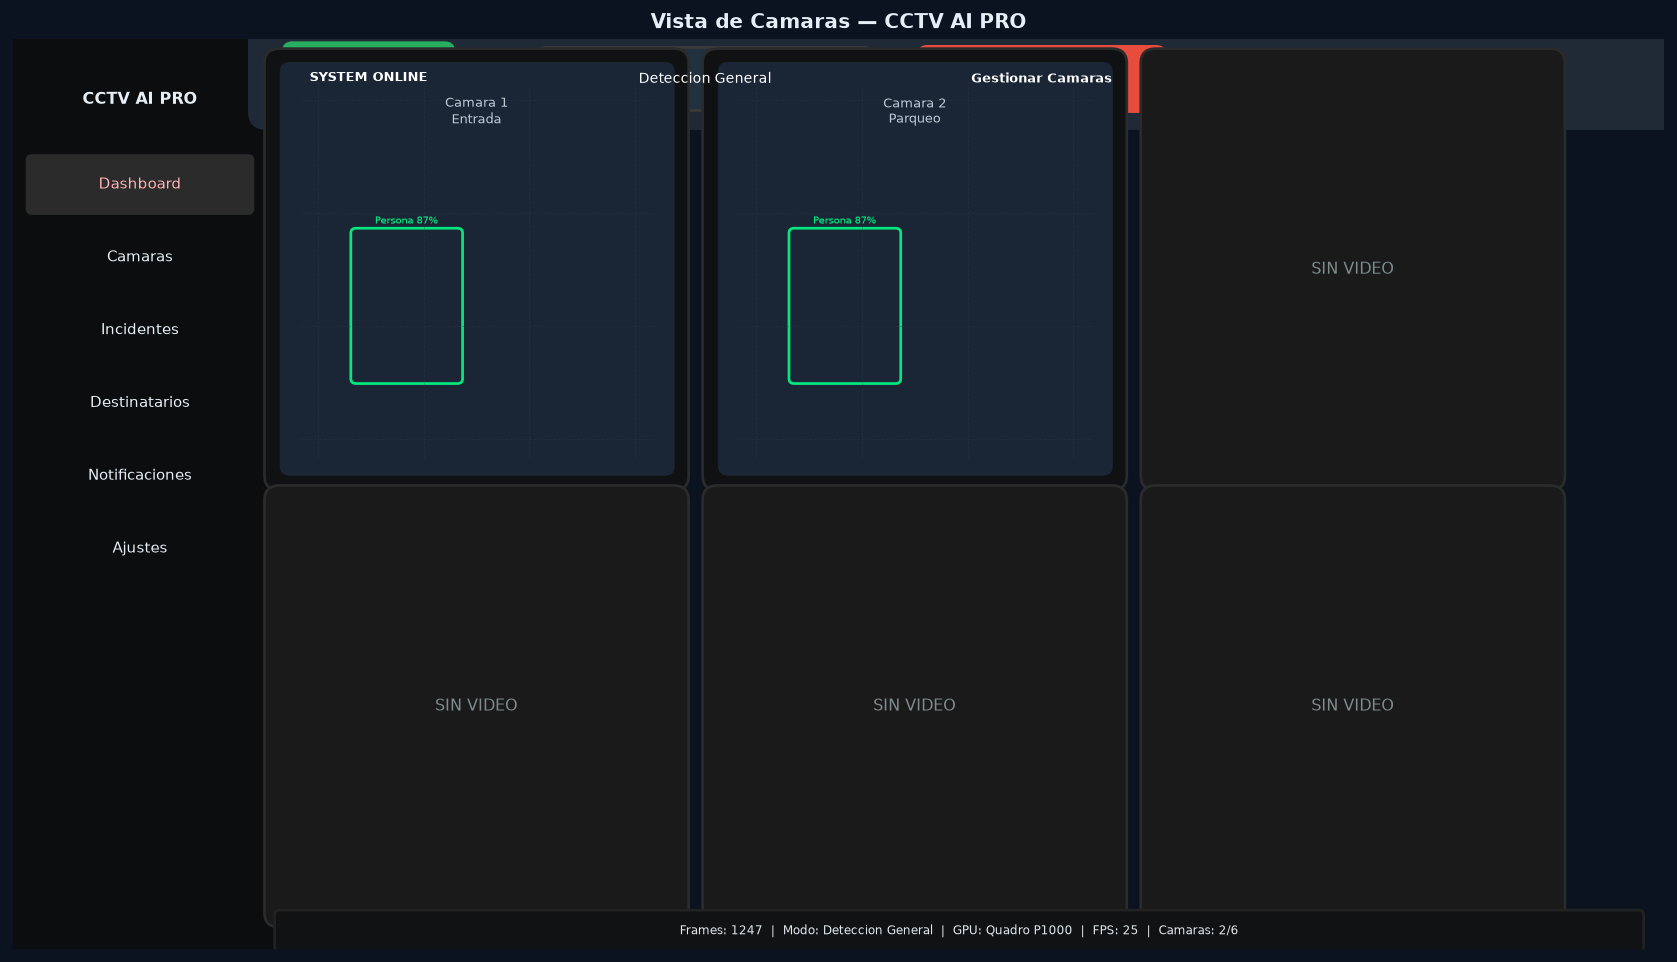 Vista de Camaras — CCTV AI PRO
CCTV AI PRO
Dashboard
Camaras
Incidentes
Destinatarios
Notificaciones
Ajustes
SYSTEM ONLINE
Deteccion General
Gestionar Camaras
Camara 1
Entrada
Persona 87%
Camara 2
Parqueo
Persona 87%
SIN VIDEO
SIN VIDEO
SIN VIDEO
SIN VIDEO
Frames: 1247 | Modo: Deteccion General | GPU: Quadro P1000 | FPS: 25 | Camaras: 2/6